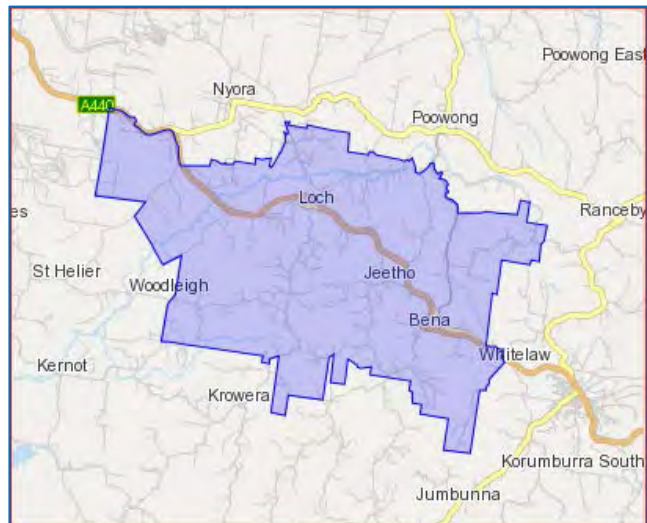 Poowong East
Nyora
A440
Poowong
Loch
Ranceby
es
St Helier
Jeetho
Woodleigh
Bena
Whitelaw
Kernot
Krowera
Korumburra South
Jumbunna